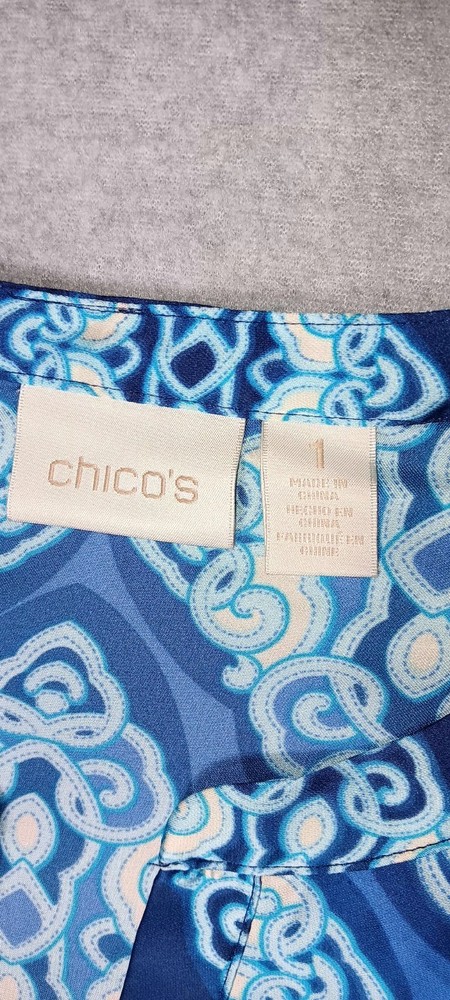 chico's
1
MADE IN
CHINA
HECHO EN
CHINA
FABRIQUÉ EN
CHINE